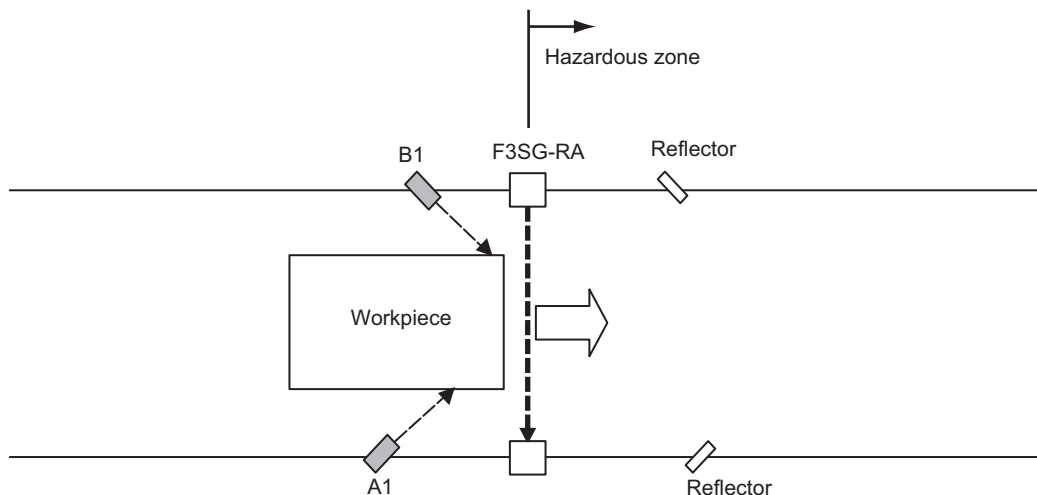 Hazardous zone
B1
F3SG-RA
Reflector
Workpiece
A1
Reflector